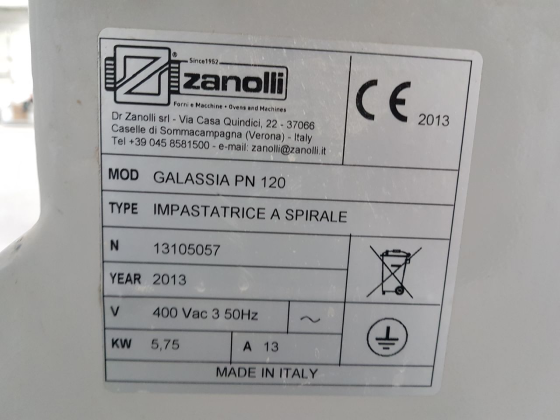 Since 1952
®
zanolli
Forni e Macchine - Ovens and Machines
Dr Zanolli srl - Via Casa Quindici, 22 - 37066
Caselle di Sommacampagna (Verona) - Italy
Tel +39 045 8581500 - e-mail: zanolli@zanolli.it
CE 2013
MOD GALASSIA PN 120
TYPE IMPASTATRICE A SPIRALE
N 13105057
YEAR 2013
V 400 Vac 3 50Hz ~
KW 5,75 A 13
MADE IN ITALY